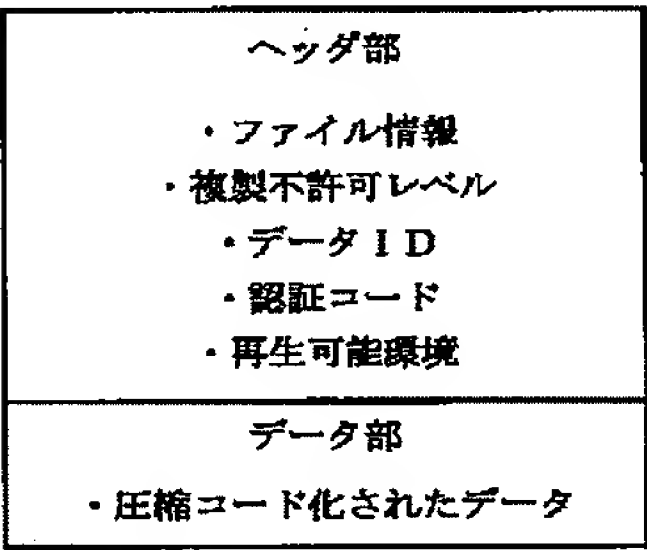 ヘッダ部
・ファイル情報
・複製不許可レベル
・データID
・認証コード
・再生可能環境
データ部
・圧縮コード化されたデータ